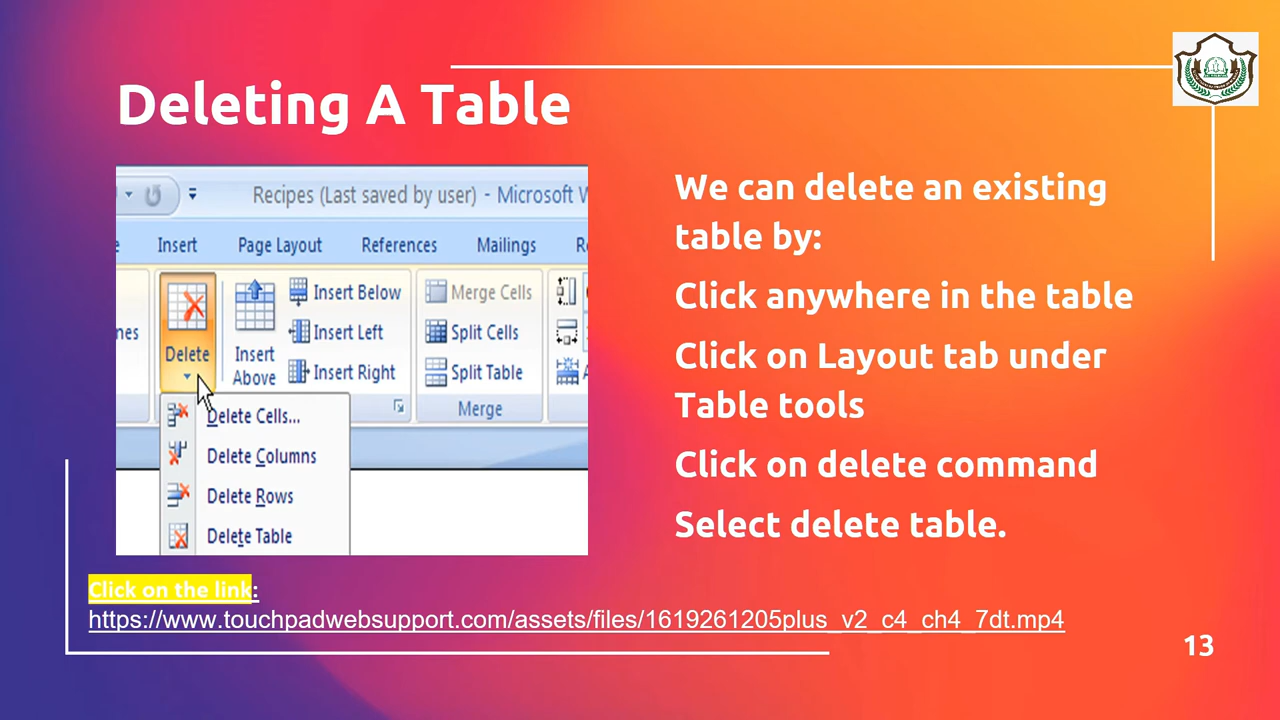 Deleting A Table
Recipes (Last saved by user) - Microsoft W
Insert Page Layout References Mailings
Delete
Insert Above
Insert Below
Insert Left
Insert Right
Merge Cells
Split Cells
Split Table
Merge
Delete Cells...
Delete Columns
Delete Rows
Delete Table
We can delete an existing
table by:
Click anywhere in the table
Click on Layout tab under
Table tools
Click on delete command
Select delete table.
Click on the link:
https://www.touchpadwebsupport.com/assets/files/1619261205plus_v2_c4_ch4_7dt.mp4
13